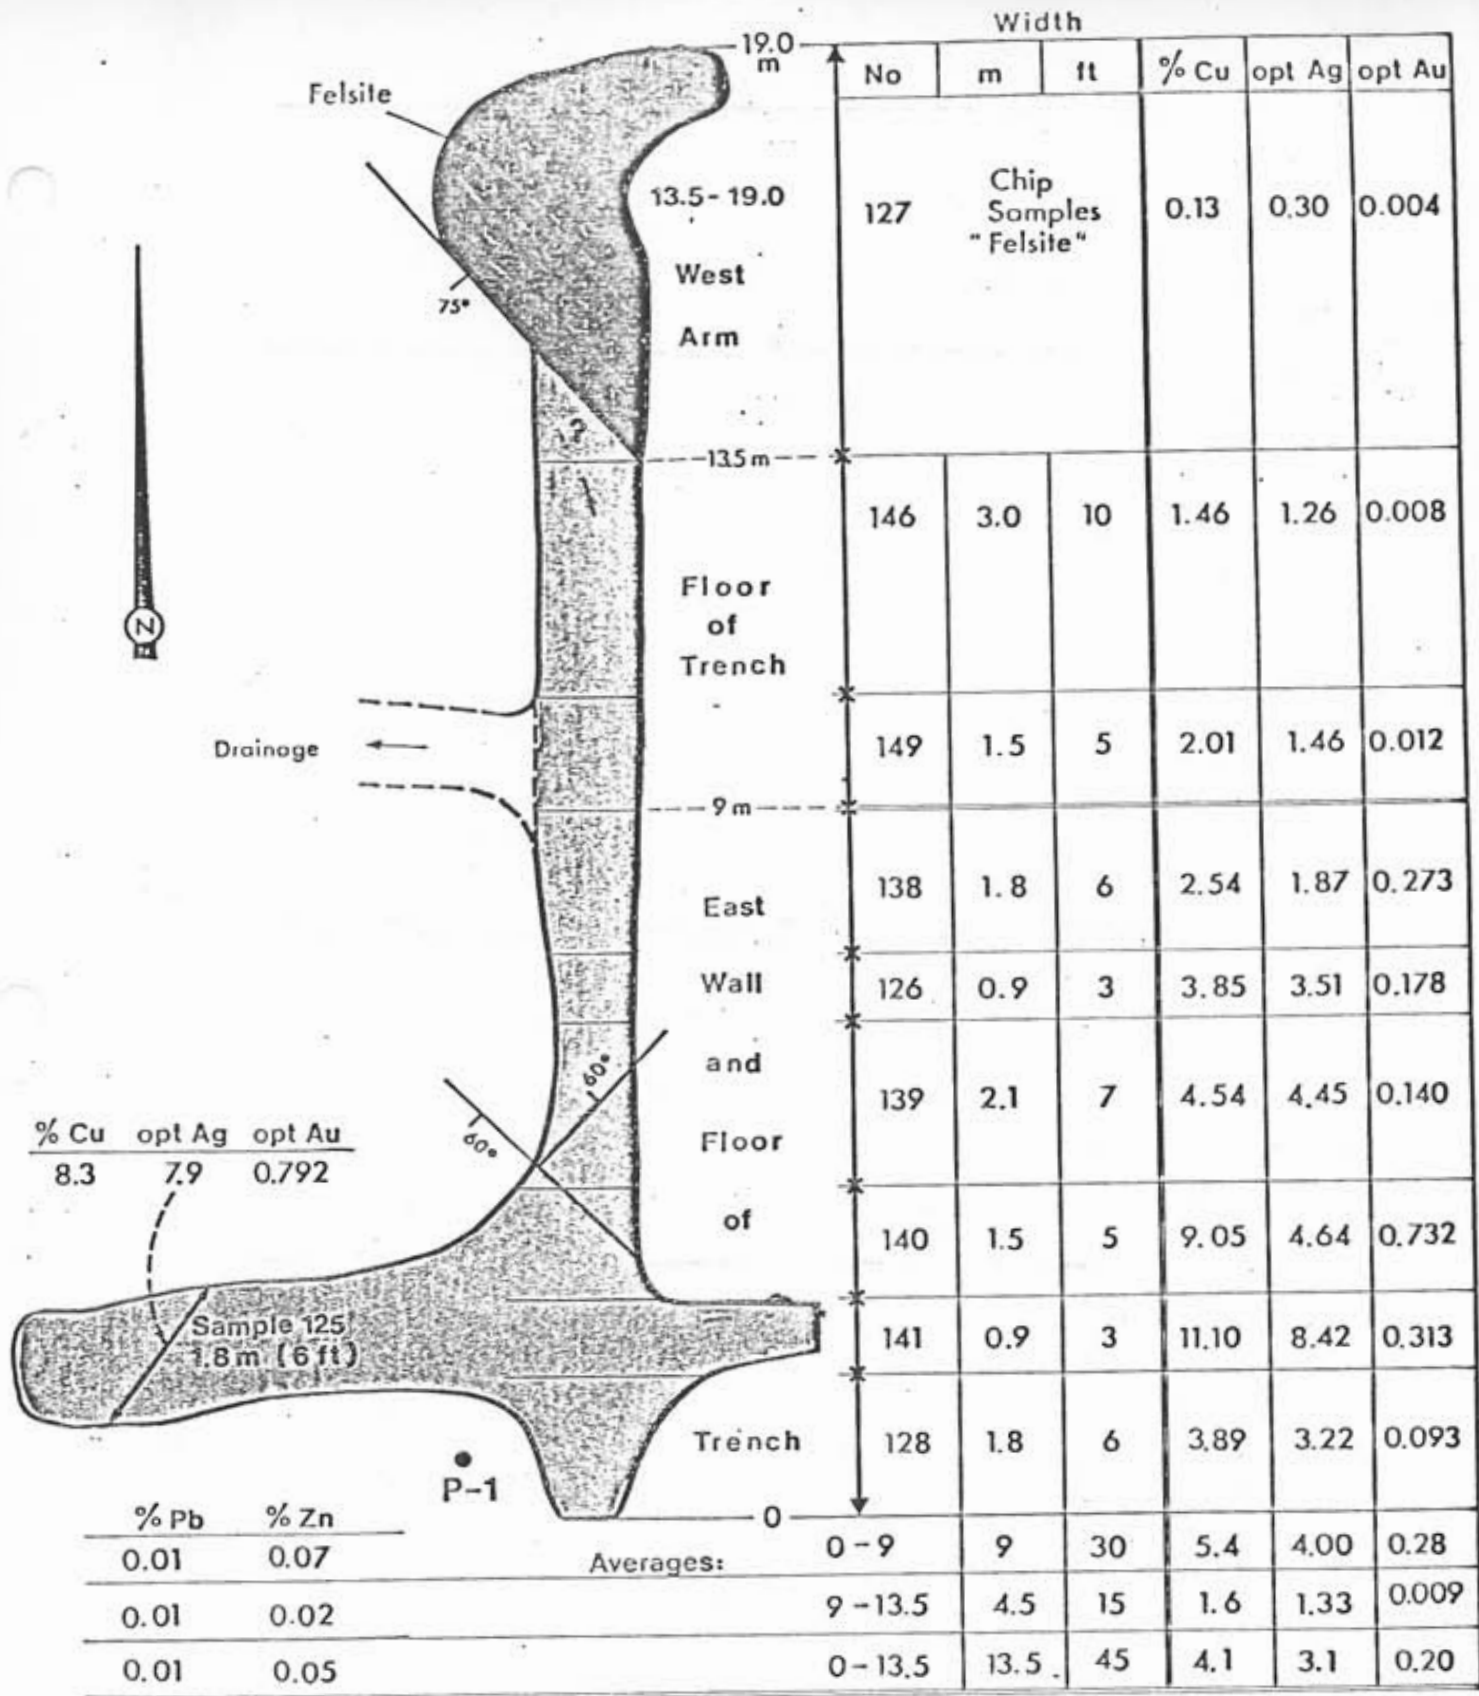 Width
No m ft % Cu opt Ag opt Au
19.0
m
Felsite
13.5 - 19.0
127 Chip Samples "Felsite" 0.13 0.30 0.004
West
75°
Arm
?
13.5 m
146 3.0 10 1.46 1.26 0.008
Floor
of
Trench
N
Drainage
149 1.5 5 2.01 1.46 0.012
9 m
138 1.8 6 2.54 1.87 0.273
East
Wall
126 0.9 3 3.85 3.51 0.178
and
60°
60°
139 2.1 7 4.54 4.45 0.140
Floor
% Cu opt Ag opt Au
8.3 7.9 0.792
of
140 1.5 5 9.05 4.64 0.732
Sample 125
1.8 m (6 ft)
141 0.9 3 11.10 8.42 0.313
Trench
128 1.8 6 3.89 3.22 0.093
P-1
0
% Pb % Zn
0.01 0.07 Averages: 0 - 9 9 30 5.4 4.00 0.28
0.01 0.02 9 - 13.5 4.5 15 1.6 1.33 0.009
0.01 0.05 0 - 13.5 13.5 45 4.1 3.1 0.20